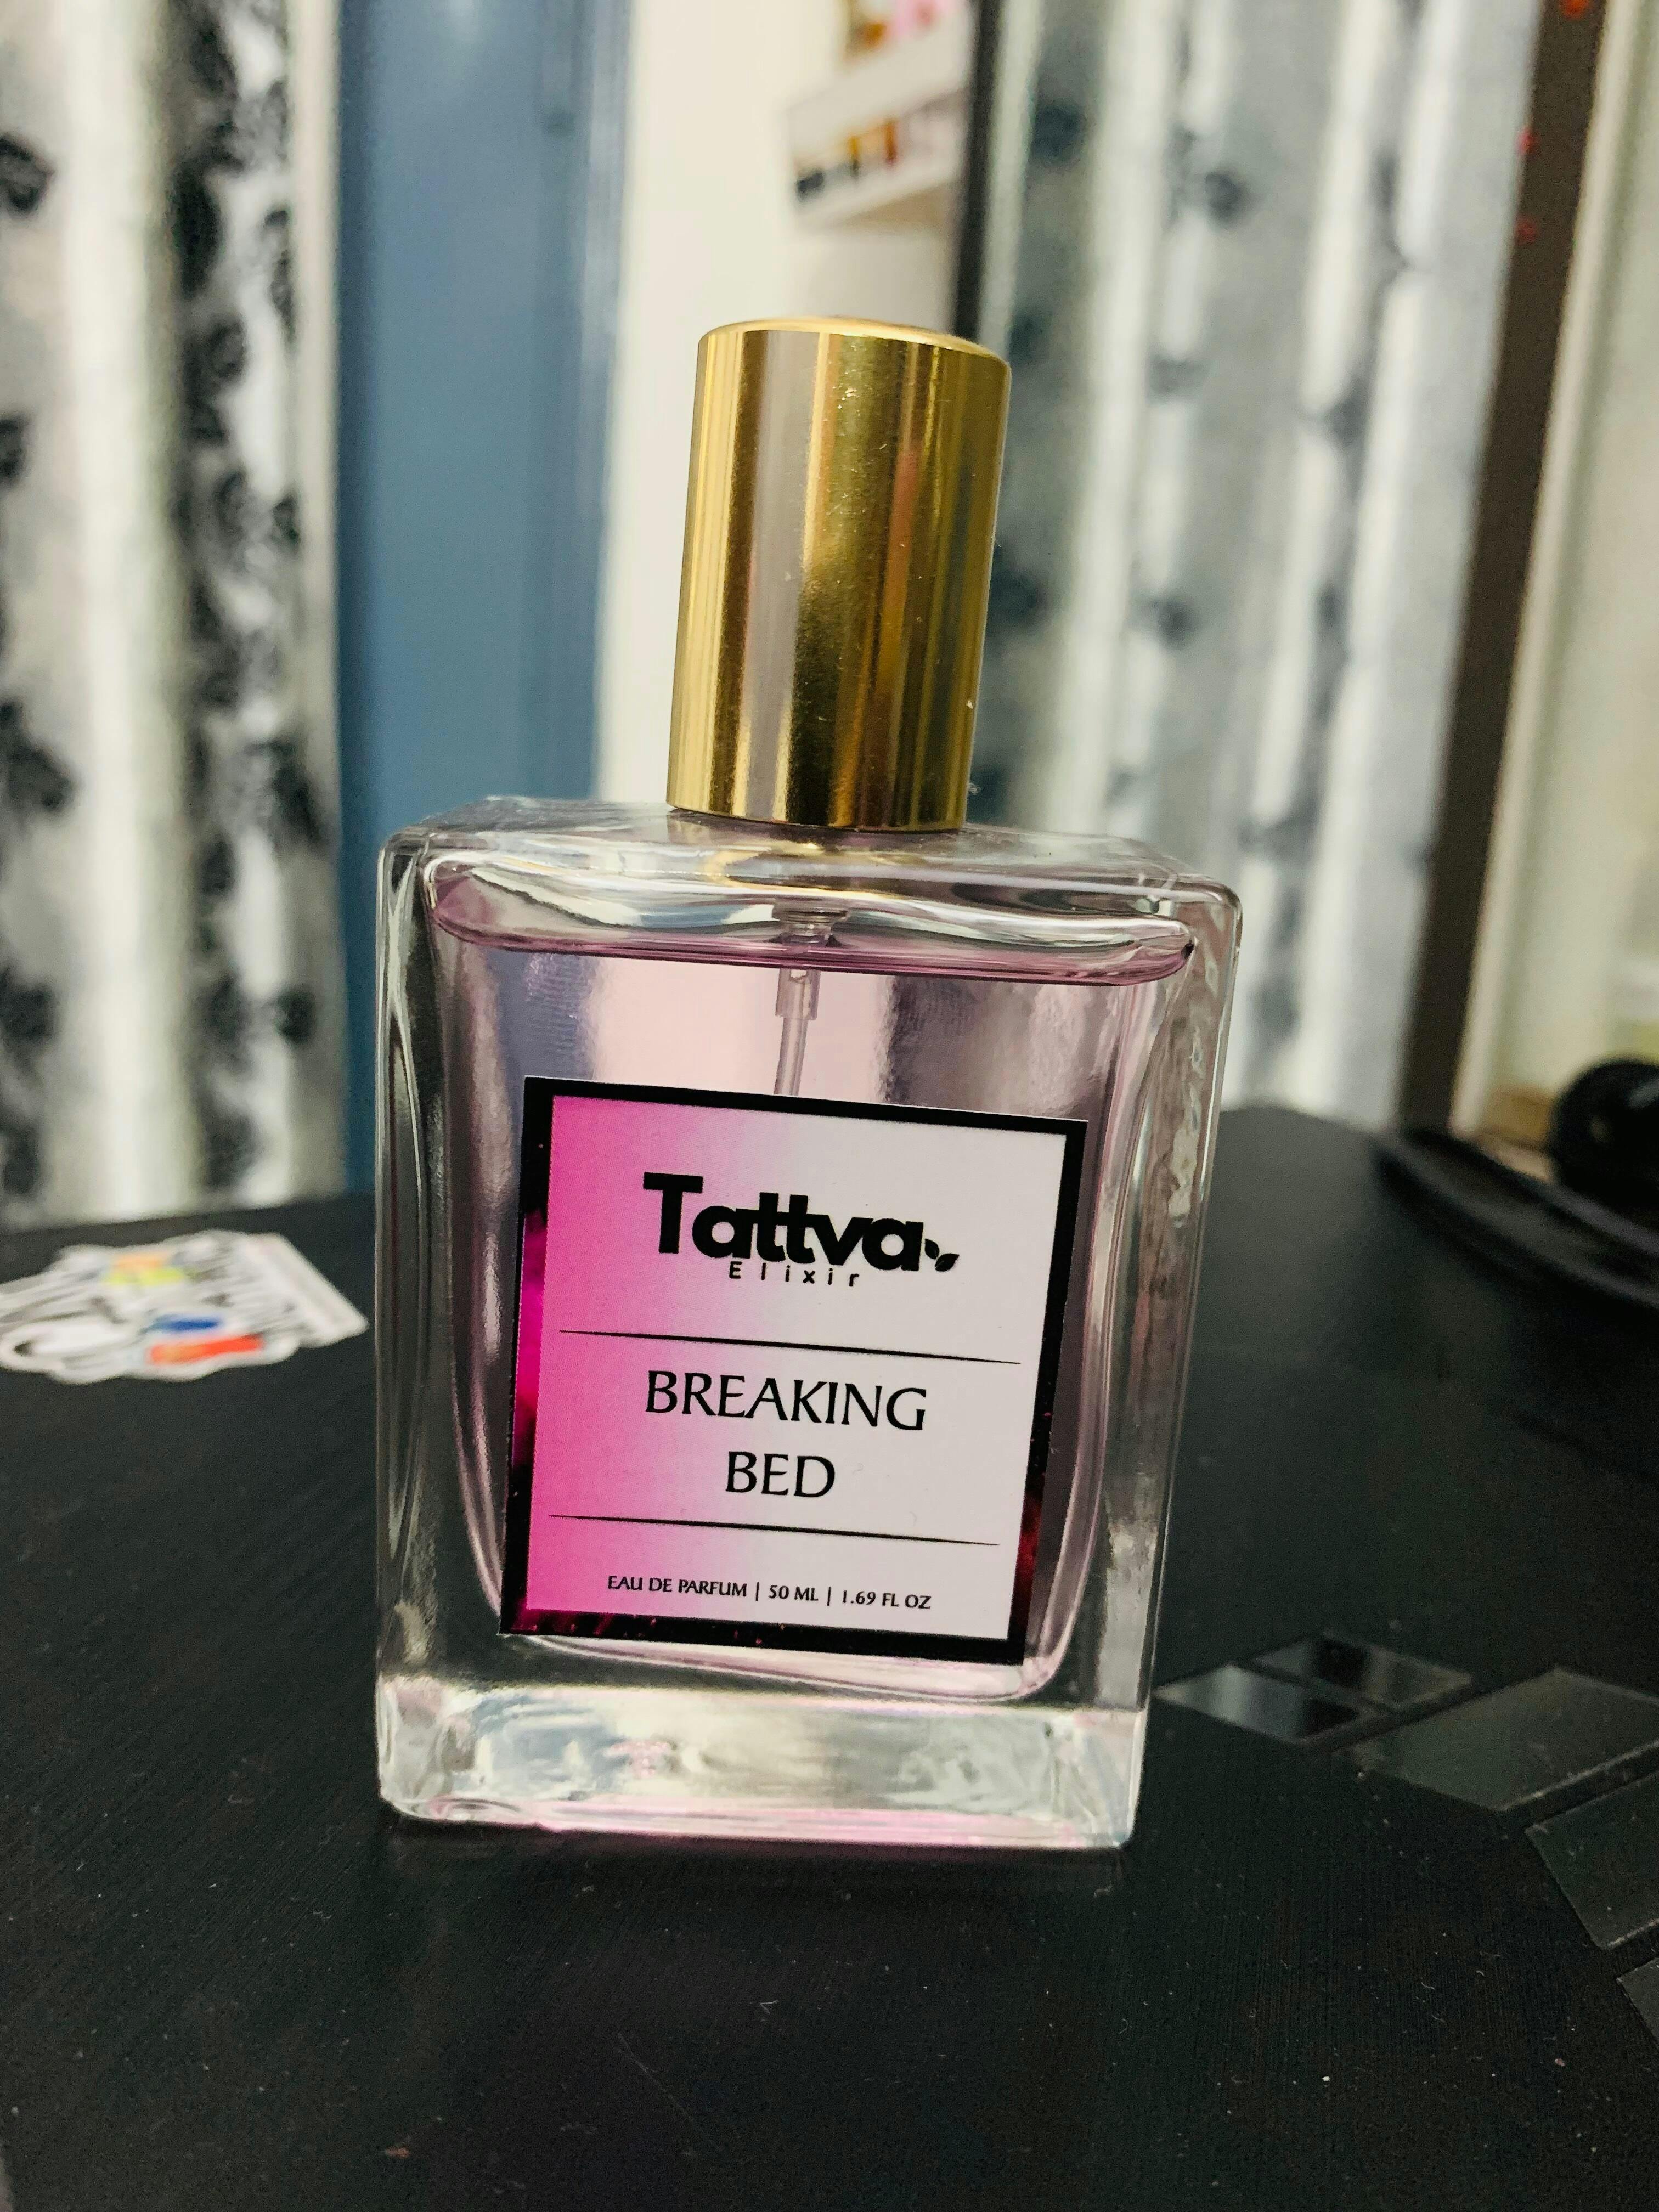 Tattva
Elixir
BREAKING
BED
EAU DE PARFUM | 50 ML | 1.69 FL OZ